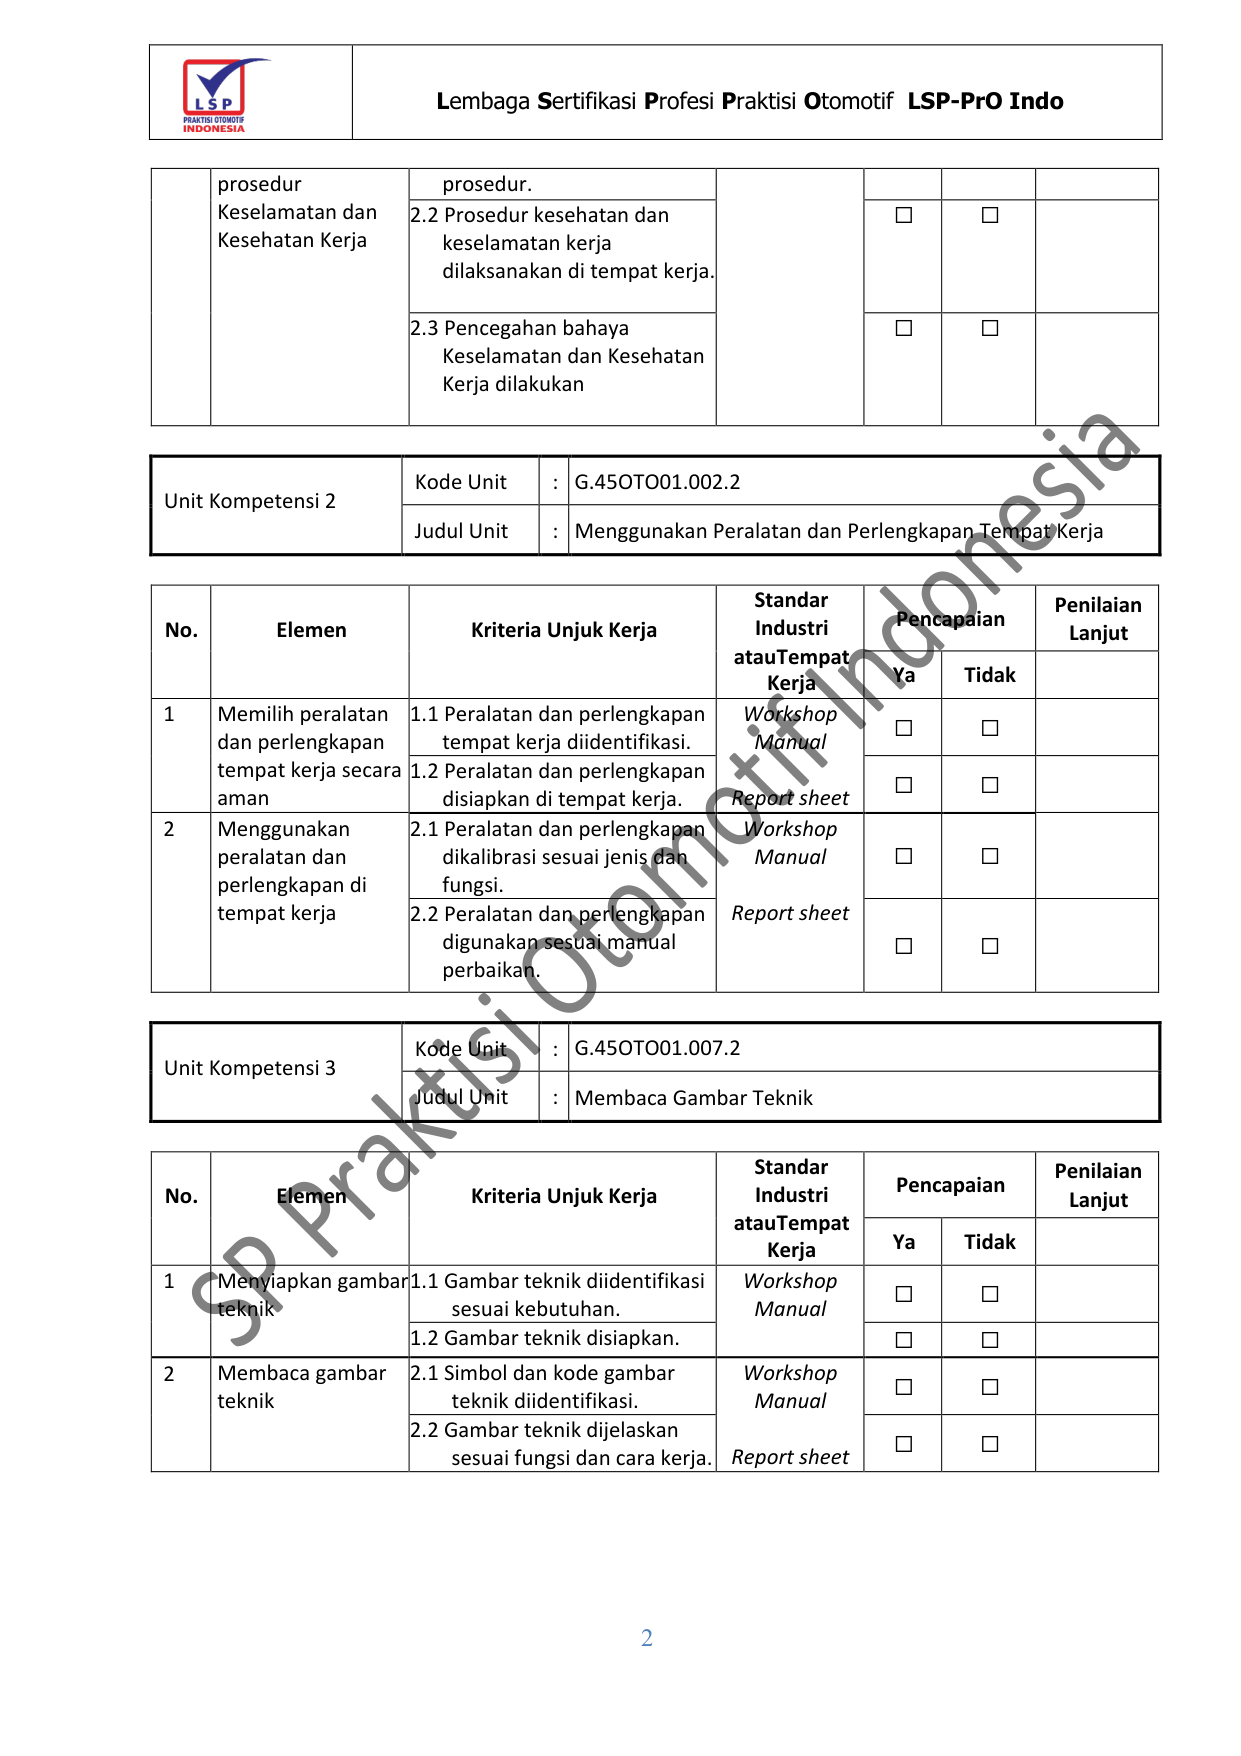 LSP
PRAKTISI OTOMOTIF
INDONESIA
Lembaga Sertifikasi Profesi Praktisi Otomotif LSP-PrO Indo
prosedur
Keselamatan dan
Kesehatan Kerja
prosedur.
2.2 Prosedur kesehatan dan
keselamatan kerja
dilaksanakan di tempat kerja.
☐ ☐
2.3 Pencegahan bahaya
Keselamatan dan Kesehatan
Kerja dilakukan
☐ ☐
Unit Kompetensi 2
Kode Unit : G.45OTO01.002.2
Judul Unit : Menggunakan Peralatan dan Perlengkapan Tempat Kerja
No.
Elemen
Kriteria Unjuk Kerja
Standar
Industri
atauTempat
Kerja
Pencapaian
Ya Tidak
Penilaian
Lanjut
1
Memilih peralatan
dan perlengkapan
tempat kerja secara
aman
1.1 Peralatan dan perlengkapan
tempat kerja diidentifikasi.
1.2 Peralatan dan perlengkapan
disiapkan di tempat kerja.
Workshop
Manual
Report sheet
☐ ☐
☐ ☐
2
Menggunakan
peralatan dan
perlengkapan di
tempat kerja
2.1 Peralatan dan perlengkapan
dikalibrasi sesuai jenis dan
fungsi.
2.2 Peralatan dan perlengkapan
digunakan sesuai manual
perbaikan.
Workshop
Manual
Report sheet
☐ ☐
☐ ☐
Unit Kompetensi 3
Kode Unit : G.45OTO01.007.2
Judul Unit : Membaca Gambar Teknik
No.
Elemen
Kriteria Unjuk Kerja
Standar
Industri
atauTempat
Kerja
Pencapaian
Ya Tidak
Penilaian
Lanjut
1
Menyiapkan gambar
teknik
1.1 Gambar teknik diidentifikasi
sesuai kebutuhan.
1.2 Gambar teknik disiapkan.
Workshop
Manual
☐ ☐
☐ ☐
2
Membaca gambar
teknik
2.1 Simbol dan kode gambar
teknik diidentifikasi.
2.2 Gambar teknik dijelaskan
sesuai fungsi dan cara kerja.
Workshop
Manual
Report sheet
☐ ☐
☐ ☐
SP Praktisi Otomotif Indonesia
2